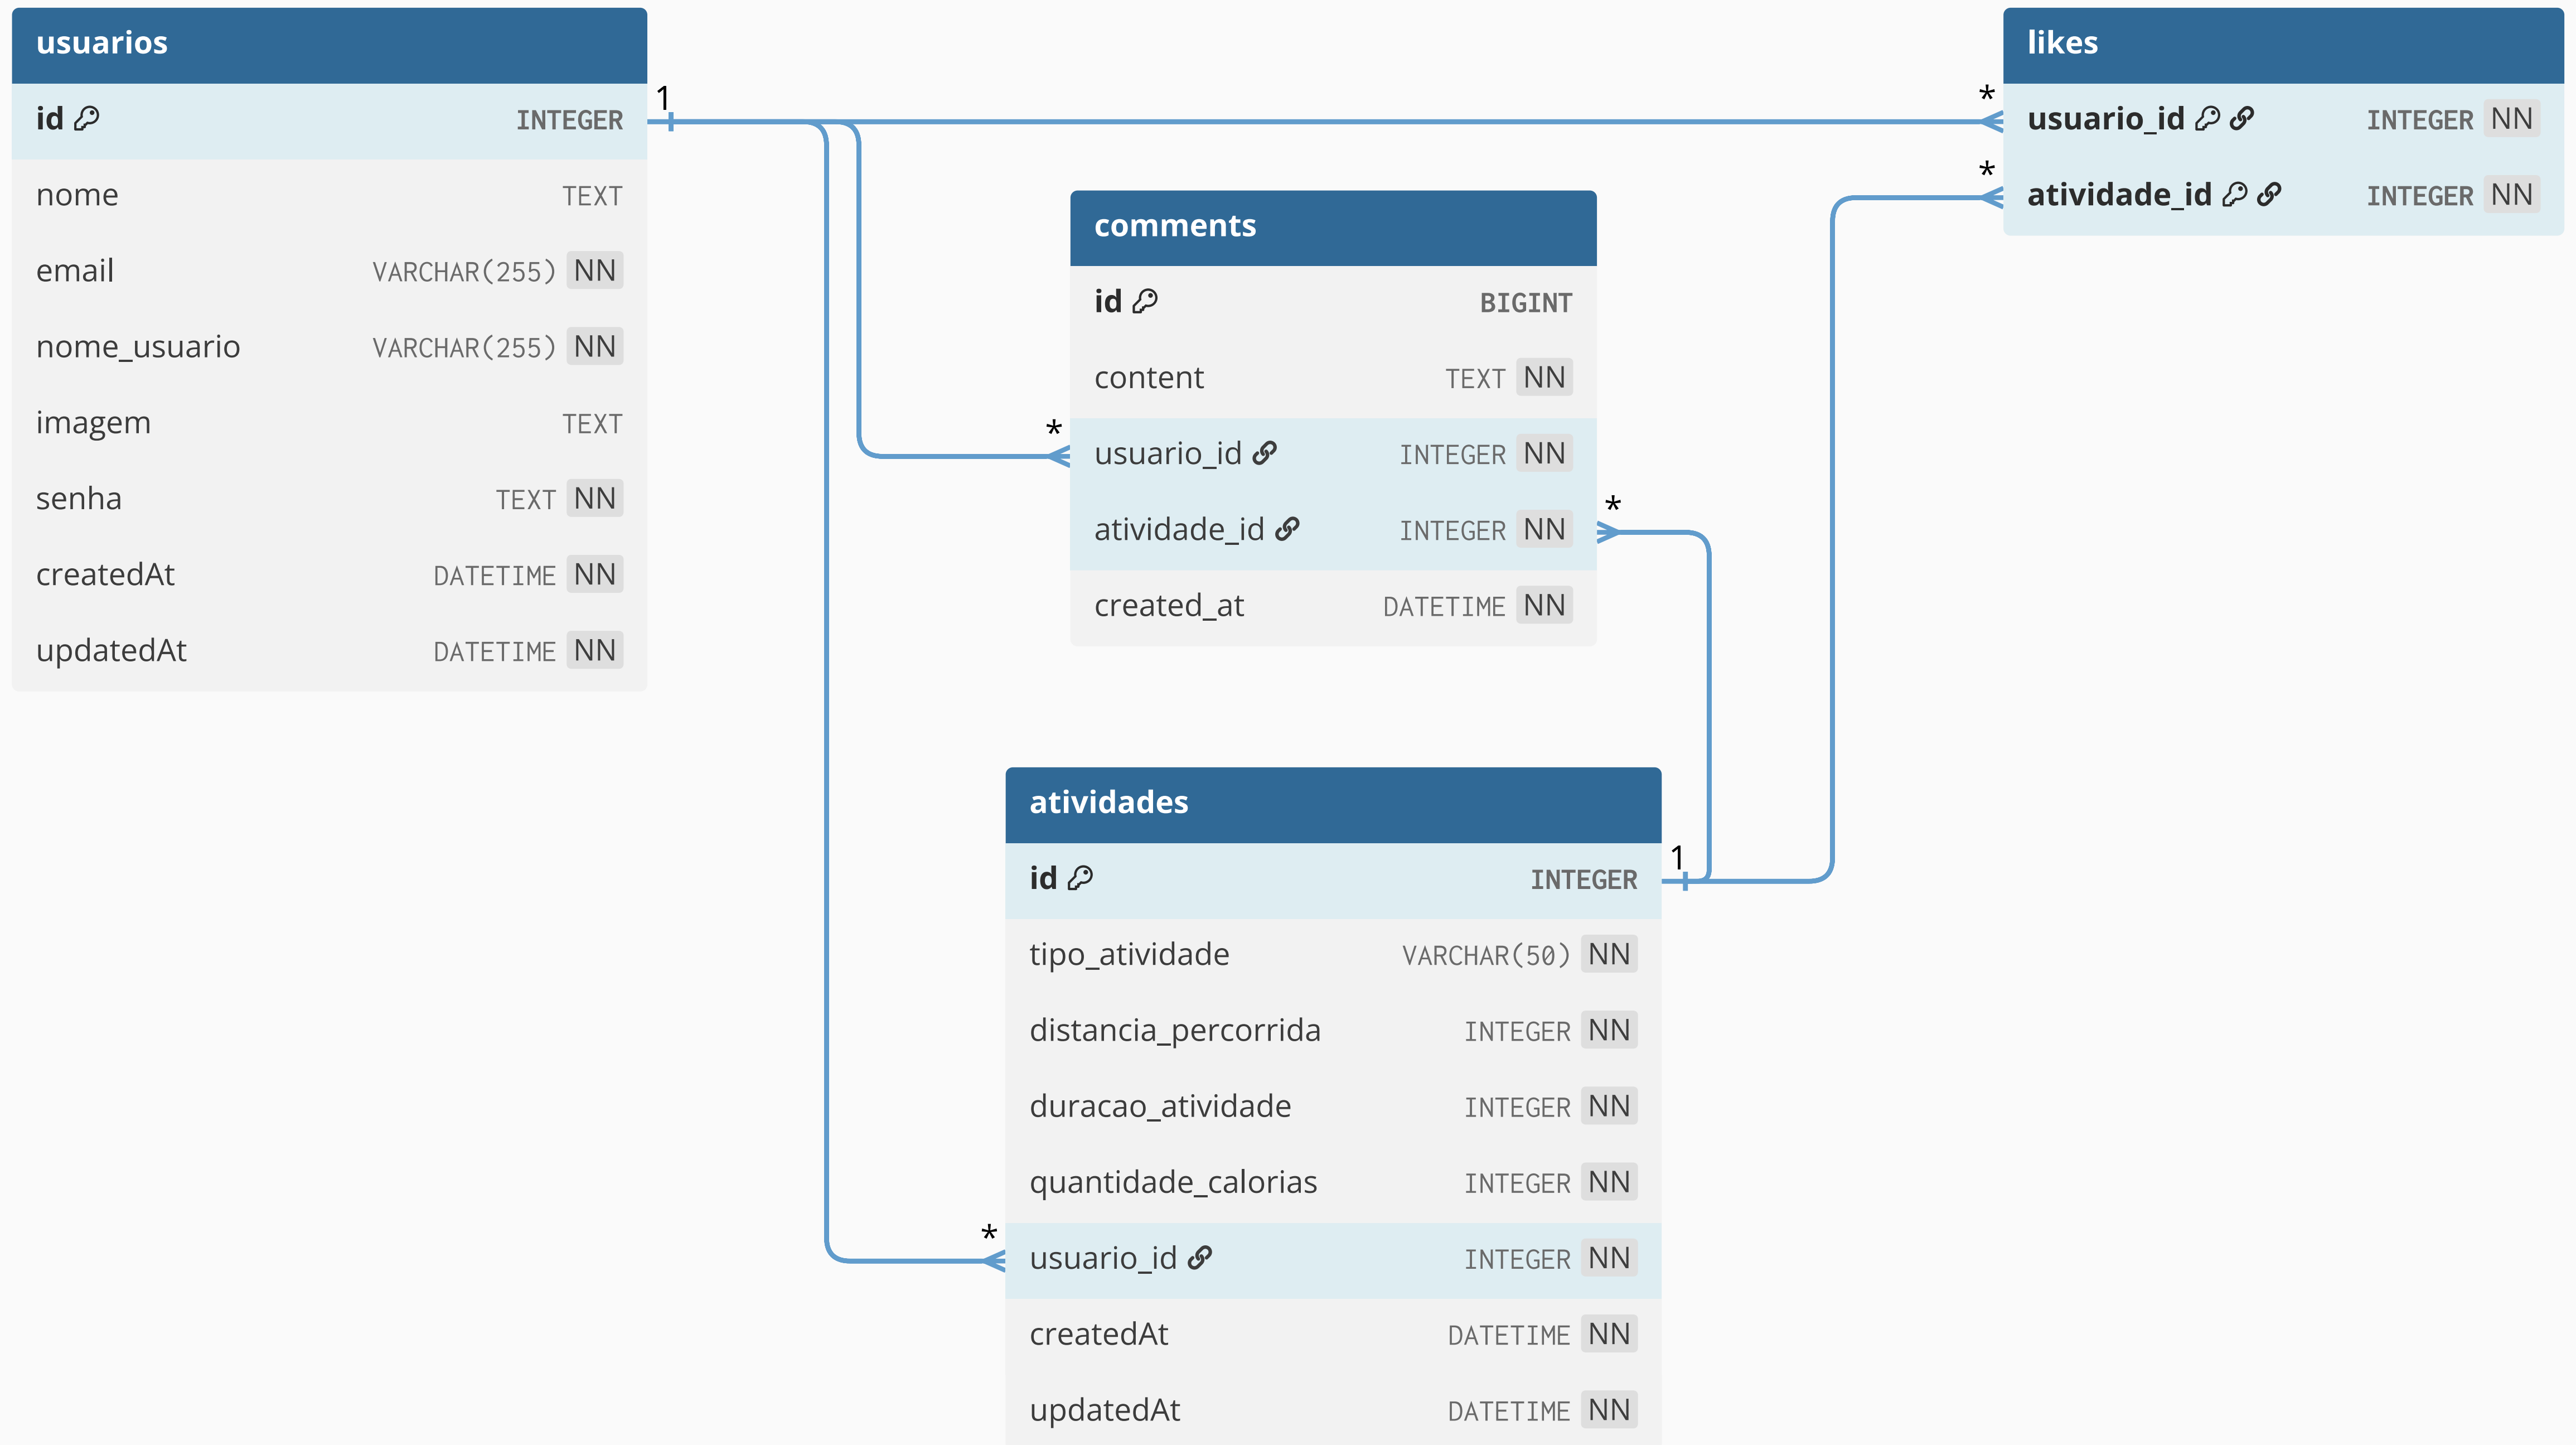 usuarios
id INTEGER
nome TEXT
email VARCHAR(255) NN
nome_usuario VARCHAR(255) NN
imagem TEXT
senha TEXT NN
createdAt DATETIME NN
updatedAt DATETIME NN
1
*
*
likes
usuario_id INTEGER NN
atividade_id INTEGER NN
comments
id BIGINT
content TEXT NN
*
usuario_id INTEGER NN
*
atividade_id INTEGER NN
created_at DATETIME NN
atividades
id INTEGER
1
tipo_atividade VARCHAR(50) NN
distancia_percorrida INTEGER NN
duracao_atividade INTEGER NN
quantidade_calorias INTEGER NN
*
usuario_id INTEGER NN
createdAt DATETIME NN
updatedAt DATETIME NN